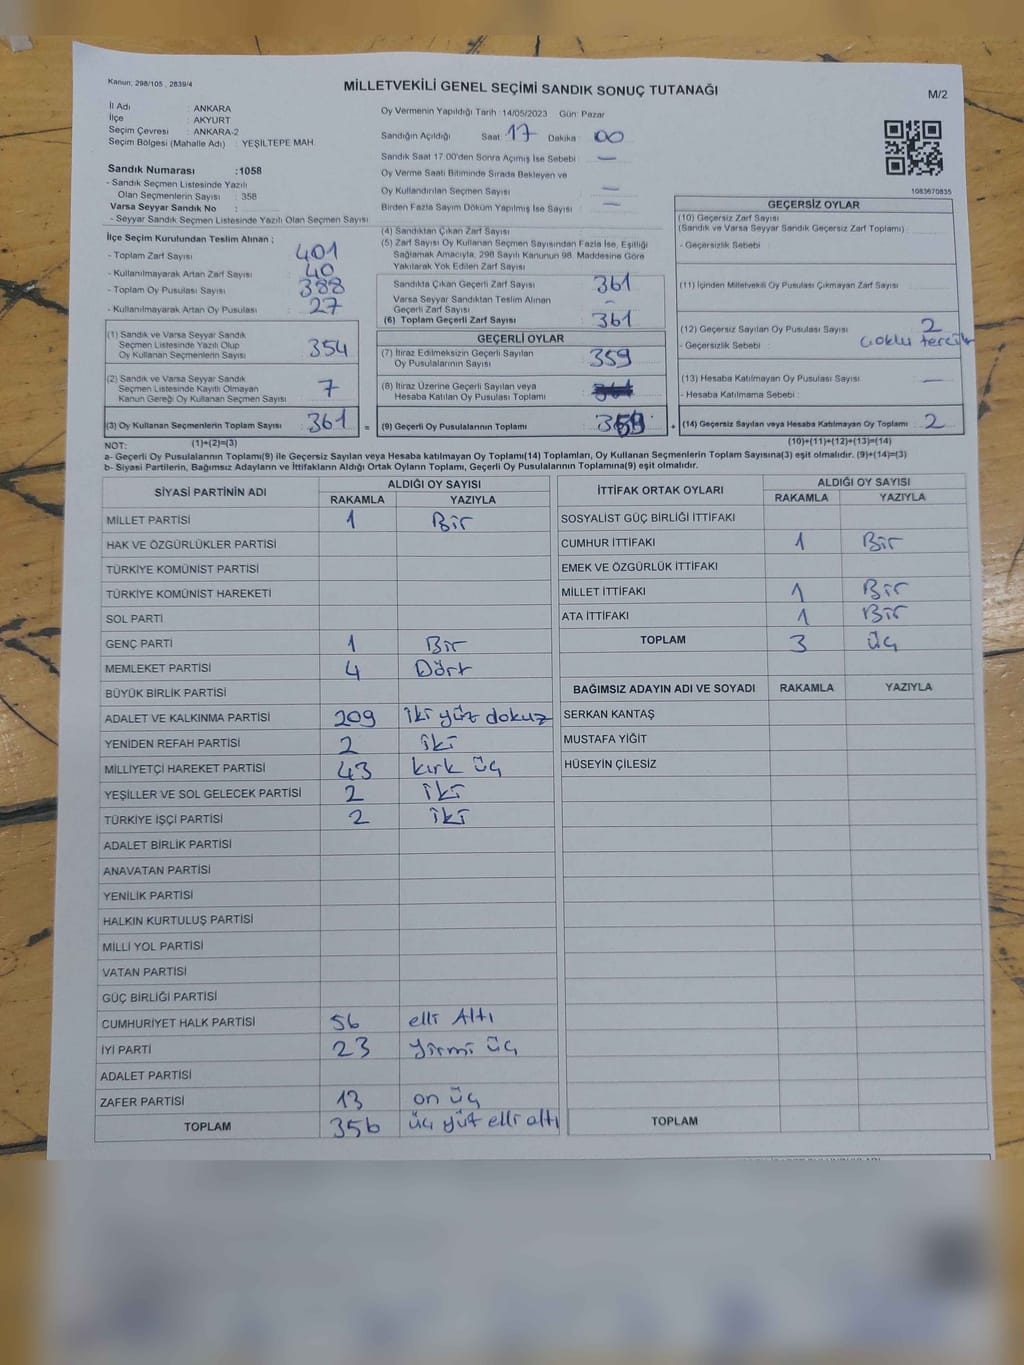 Kanun, 298/105 , 2839/4
MİLLETVEKİLİ GENEL SEÇİMİ SANDIK SONUÇ TUTANAĞI
M/2
İl Adı : ANKARA
İlçe : AKYURT
Seçim Çevresi : ANKARA-2
Seçim Bölgesi (Mahalle Adı) : YEŞİLTEPE MAH.
Sandık Numarası :1058
- Sandık Seçmen Listesinde Yazılı
Olan Seçmenlerin Sayısı : 358
Varsa Seyyar Sandık No :
- Seyyar Sandık Seçmen Listesinde Yazılı Olan Seçmen Sayısı
Oy Vermenin Yapıldığı Tarih :14/05/2023 Gün: Pazar
Sandığın Açıldığı Saat: 17 Dakika: 00
Sandık Saat 17.00'den Sonra Açımış İse Sebebi : —
Oy Verme Saati Bitiminde Sırada Bekleyen ve
Oy Kullandırılan Seçmen Sayısı : —
Birden Fazla Sayım Döküm Yapılmış İse Sayısı : —
1083670835
İlçe Seçim Kurulundan Teslim Alınan ;
- Toplam Zarf Sayısı : 401
- Kullanılmayarak Artan Zarf Sayısı : 40
- Toplam Oy Pusulası Sayısı : 388
- Kullanılmayarak Artan Oy Pusulası : 27
(1) Sandık ve Varsa Seyyar Sandık
Seçmen Listesinde Yazılı Olup
Oy Kullanan Seçmenlerin Sayısı : 354
(2) Sandık ve Varsa Seyyar Sandık
Seçmen Listesinde Kayıtlı Olmayan
Kanun Gereği Oy Kullanan Seçmen Sayısı : 7
(3) Oy Kullanan Seçmenlerin Toplam Sayısı : 361 =
(4) Sandıktan Çıkan Zarf Sayısı :
(5) Zarf Sayısı Oy Kullanan Seçmen Sayısından Fazla İse, Eşitliği
Sağlamak Amacıyla, 298 Sayılı Kanunun 98. Maddesine Göre
Yakılarak Yok Edilen Zarf Sayısı
Sandıkta Çıkan Geçerli Zarf Sayısı : 361
Varsa Seyyar Sandıktan Teslim Alınan
Geçerli Zarf Sayısı : -
(6) Toplam Geçerli Zarf Sayısı : 361
GEÇERLİ OYLAR
(7) İtiraz Edilmeksizin Geçerli Sayılan
Oy Pusulalarının Sayısı : 359
(8) İtiraz Üzerine Geçerli Sayılan veya
Hesaba Katılan Oy Pusulası Toplamı :
(9) Geçerli Oy Pusulalarının Toplamı : 359 +
GEÇERSİZ OYLAR
(10) Geçersiz Zarf Sayısı
(Sandık ve Varsa Seyyar Sandık Geçersiz Zarf Toplamı) :
- Geçersizlik Sebebi :
(11) İçinden Milletvekili Oy Pusulası Çıkmayan Zarf Sayısı :
(12) Geçersiz Sayılan Oy Pusulası Sayısı : 2
- Geçersizlik Sebebi : çoklu tercih
(13) Hesaba Katılmayan Oy Pusulası Sayısı : —
- Hesaba Katılmama Sebebi :
(14) Geçersiz Sayılan veya Hesaba Katılmayan Oy Toplamı : 2
NOT: (1)+(2)=(3) (10)+(11)+(12)+(13)=(14)
a- Geçerli Oy Pusulalarının Toplamı(9) ile Geçersiz Sayılan veya Hesaba katılmayan Oy Toplamı(14) Toplamları, Oy Kullanan Seçmenlerin Toplam Sayısına(3) eşit olmalıdır. (9)+(14)=(3)
b- Siyasi Partilerin, Bağımsız Adayların ve İttifakların Aldığı Ortak Oyların Toplamı, Geçerli Oy Pusulalarının Toplamına(9) eşit olmalıdır.
SİYASİ PARTİNİN ADI
ALDIĞI OY SAYISI
RAKAMLA YAZIYLA
MİLLET PARTİSİ 1 Bir
HAK VE ÖZGÜRLÜKLER PARTİSİ
TÜRKİYE KOMÜNİST PARTİSİ
TÜRKİYE KOMÜNİST HAREKETİ
SOL PARTİ
GENÇ PARTİ 1 Bir
MEMLEKET PARTİSİ 4 Dört
BÜYÜK BİRLİK PARTİSİ
ADALET VE KALKINMA PARTİSİ 209 iki yüz dokuz
YENİDEN REFAH PARTİSİ 2 iki
MİLLİYETÇİ HAREKET PARTİSİ 43 kırk üç
YEŞİLLER VE SOL GELECEK PARTİSİ 2 iki
TÜRKİYE İŞÇİ PARTİSİ 2 iki
ADALET BİRLİK PARTİSİ
ANAVATAN PARTİSİ
YENİLİK PARTİSİ
HALKIN KURTULUŞ PARTİSİ
MİLLİ YOL PARTİSİ
VATAN PARTİSİ
GÜÇ BİRLİĞİ PARTİSİ
CUMHURİYET HALK PARTİSİ 56 elli Altı
İYİ PARTİ 23 yirmi üç
ADALET PARTİSİ
ZAFER PARTİSİ 13 on üç
TOPLAM 356 üç yüz elli altı
İTTİFAK ORTAK OYLARI
ALDIĞI OY SAYISI
RAKAMLA YAZIYLA
SOSYALİST GÜÇ BİRLİĞİ İTTİFAKI
CUMHUR İTTİFAKI 1 Bir
EMEK VE ÖZGÜRLÜK İTTİFAKI
MİLLET İTTİFAKI 1 Bir
ATA İTTİFAKI 1 Bir
TOPLAM 3 üç
BAĞIMSIZ ADAYIN ADI VE SOYADI RAKAMLA YAZIYLA
SERKAN KANTAŞ
MUSTAFA YİĞİT
HÜSEYİN ÇİLESİZ
TOPLAM